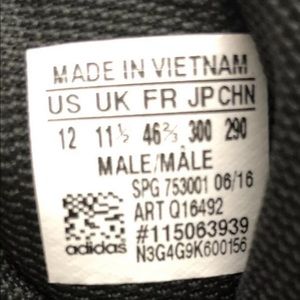 MADE IN VIETNAM
US UK FR JP CHN
12 11½ 46⅔ 300 290
MALE/MÂLE
SPG 753001 06/16
ART Q16492
#115063939
adidas N3G4G9K600156